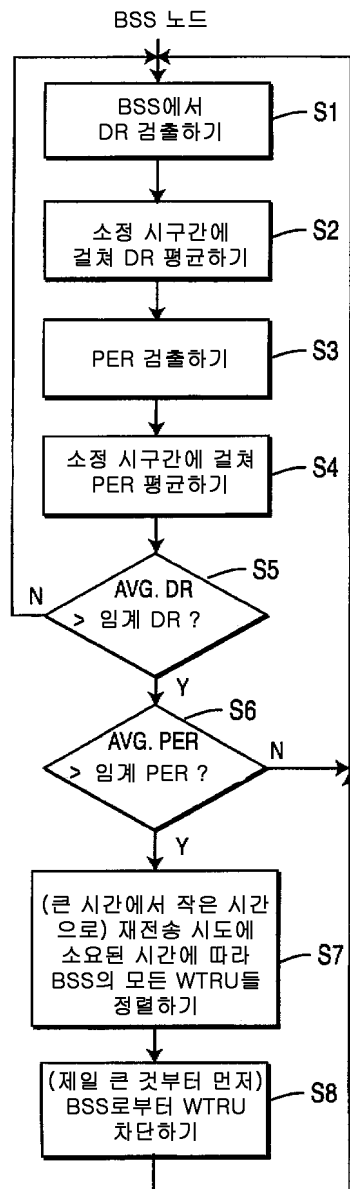 BSS 노드
BSS에서
DR 검출하기
S1
소정 시구간에
걸쳐 DR 평균하기
S2
PER 검출하기
S3
소정 시구간에 걸쳐
PER 평균하기
S4
AVG. DR
> 임계 DR ?
S5
N
Y
AVG. PER
> 임계 PER ?
S6
N
Y
(큰 시간에서 작은 시간
으로) 재전송 시도에
소요된 시간에 따라
BSS의 모든 WTRU들
정렬하기
S7
(제일 큰 것부터 먼저)
BSS로부터 WTRU
차단하기
S8